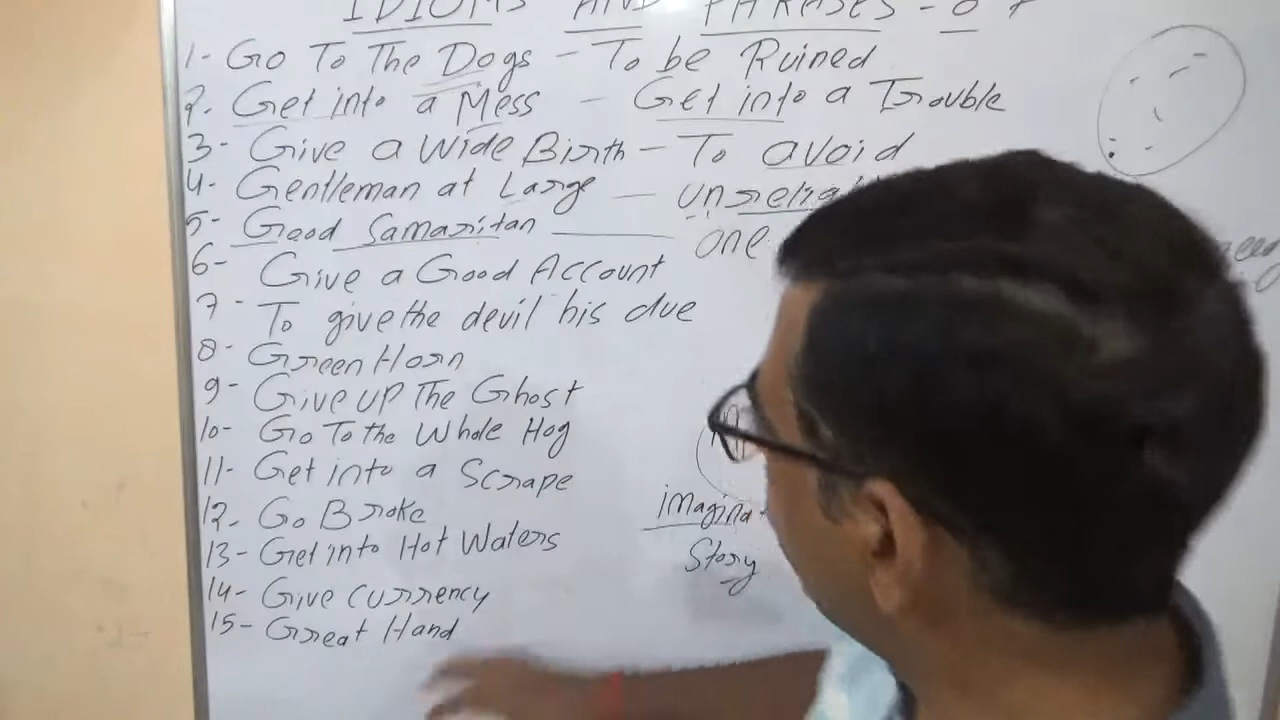 IDIOMS AND PHRASES - 07
1- Go To The Dogs - To be Ruined
2. Get into a Mess - Get into a Trouble
3- Give a Wide Birth - To avoid
4- Gentleman at Large - 
5- Good Samaritan - one
6- Give a Good Account
7- To give the devil his due
8- Green Horn
9- Give up The Ghost
10- Go To the Whole Hog
11- Get into a Scrape
12. Go Broke
13- Get into Hot Waters
14- Give currency
15- Great Hand
Story